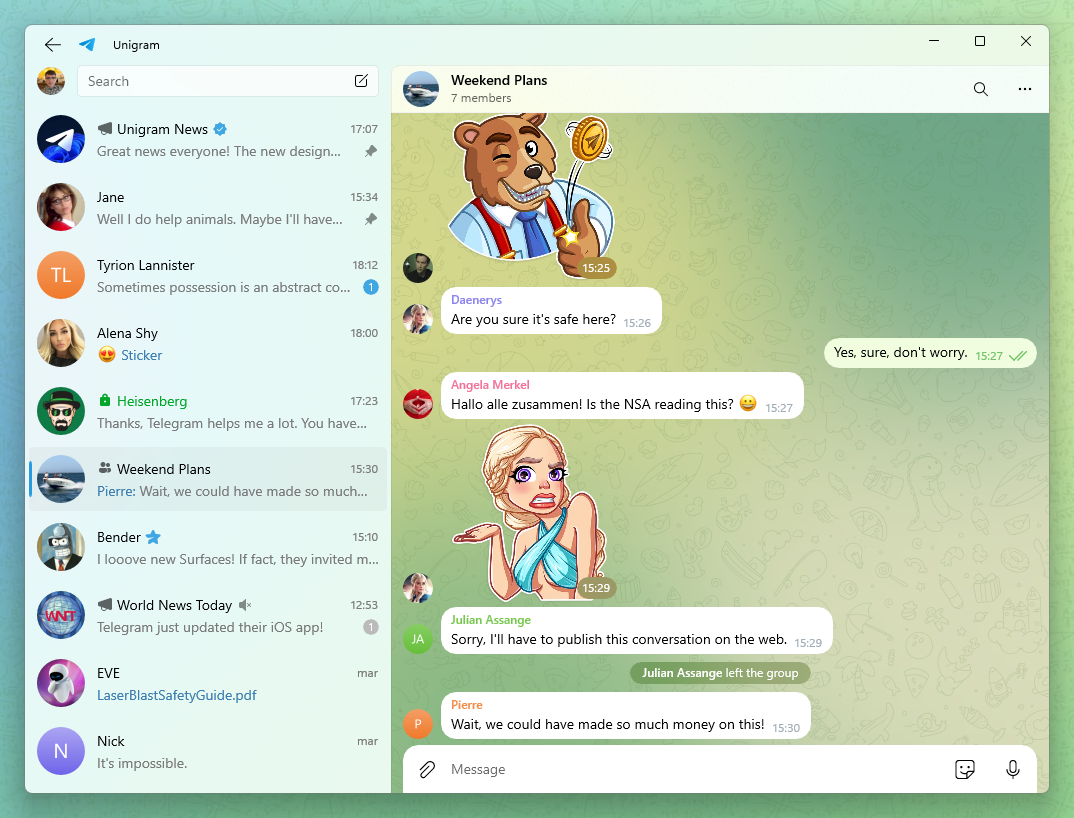 Unigram
Search
Unigram News 17:07
Great news everyone! The new design...
Jane 15:34
Well I do help animals. Maybe I'll have...
TL
Tyrion Lannister 18:12
Sometimes possession is an abstract co... 1
Alena Shy 18:00
😍 Sticker
Heisenberg 17:23
Thanks, Telegram helps me a lot. You have...
Weekend Plans 15:30
Pierre: Wait, we could have made so much...
Bender 15:10
I looove new Surfaces! If fact, they invited m...
WNT
World News Today 12:53
Telegram just updated their iOS app! 1
EVE mar
LaserBlastSafetyGuide.pdf
N
Nick mar
It's impossible.
Weekend Plans
7 members
15:25
Daenerys
Are you sure it's safe here? 15:26
Yes, sure, don't worry. 15:27
Angela Merkel
Hallo alle zusammen! Is the NSA reading this? 😀 15:27
15:29
Julian Assange
JA
Sorry, I'll have to publish this conversation on the web. 15:29
Julian Assange left the group
Pierre
P
Wait, we could have made so much money on this! 15:30
Message